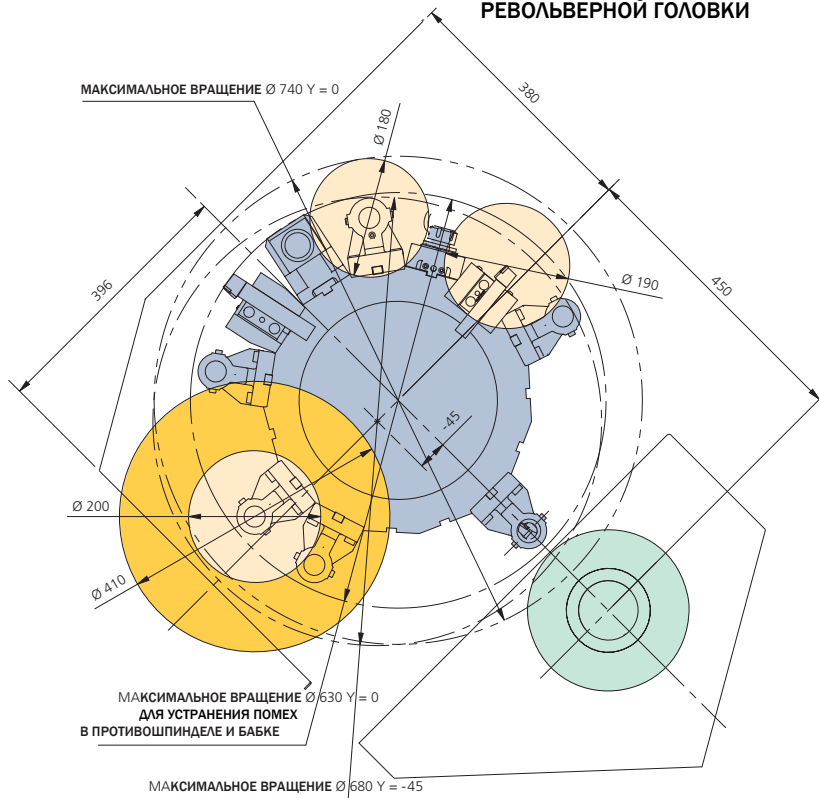 РЕВОЛЬВЕРНОЙ ГОЛОВКИ
380
МАКСИМАЛЬНОЕ ВРАЩЕНИЕ Ø 740 Y = 0
Ø 180
396
Ø 190
450
-45
Ø 200
Ø 410
МАКСИМАЛЬНОЕ ВРАЩЕНИЕ Ø 630 Y = 0
ДЛЯ УСТРАНЕНИЯ ПОМЕХ
В ПРОТИВОШПИНДЕЛЕ И БАБКЕ
МАКСИМАЛЬНОЕ ВРАЩЕНИЕ Ø 680 Y = -45